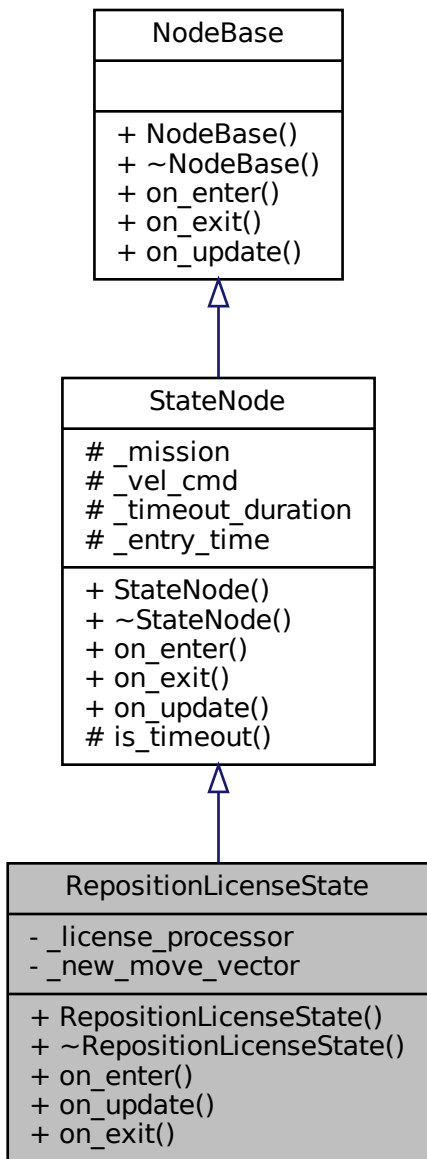 NodeBase
+ NodeBase()
+ ~NodeBase()
+ on_enter()
+ on_exit()
+ on_update()
StateNode
# _mission
# _vel_cmd
# _timeout_duration
# _entry_time
+ StateNode()
+ ~StateNode()
+ on_enter()
+ on_exit()
+ on_update()
# is_timeout()
RepositionLicenseState
- _license_processor
- _new_move_vector
+ RepositionLicenseState()
+ ~RepositionLicenseState()
+ on_enter()
+ on_update()
+ on_exit()